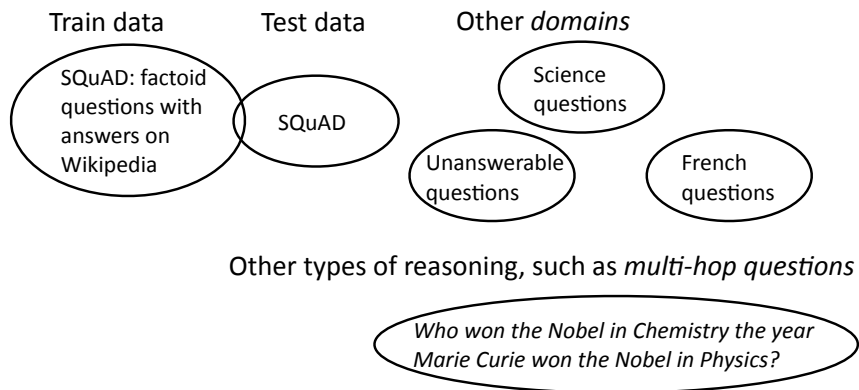 Train data
Test data
Other domains
SQuAD: factoid
questions with
answers on
Wikipedia
SQuAD
Science
questions
Unanswerable
questions
French
questions
Other types of reasoning, such as multi-hop questions
Who won the Nobel in Chemistry the year
Marie Curie won the Nobel in Physics?